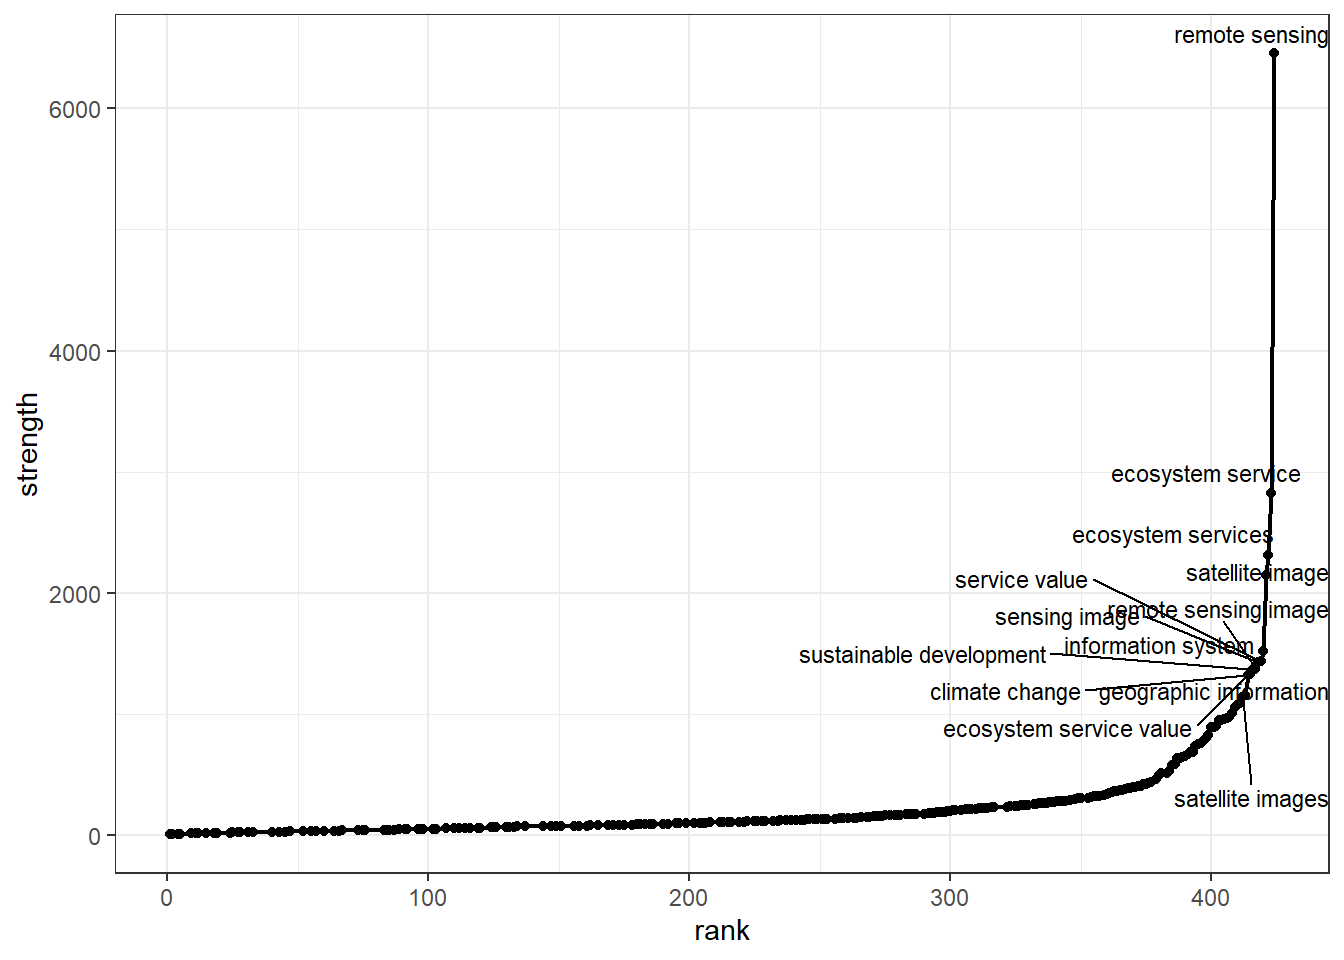 remote sensing
6000
4000
strength
ecosystem service
ecosystem services
satellite image
service value
2000
remote sensing image
sensing image
information system
sustainable development
climate change
geographic information
ecosystem service value
satellite images
0
0
100
200
300
400
rank